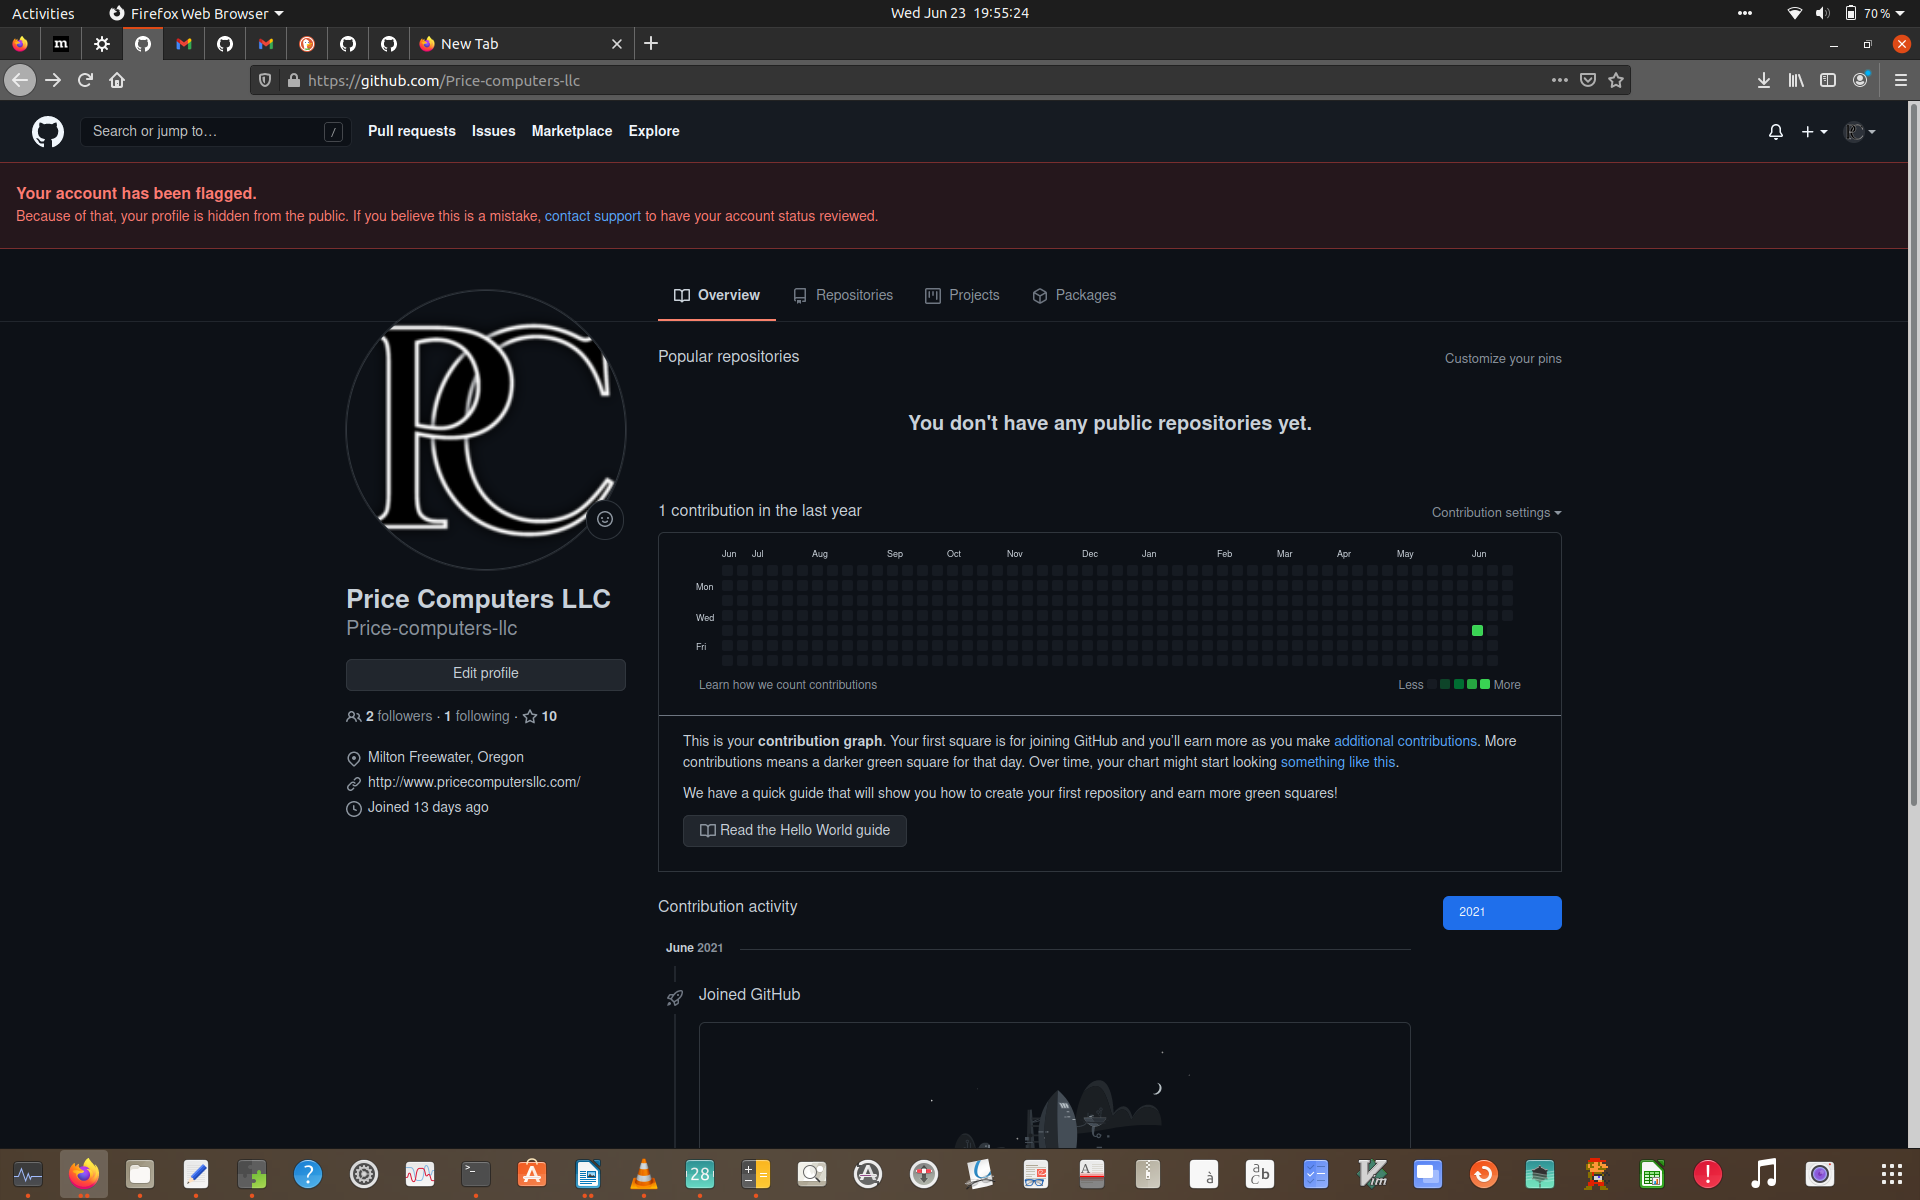 Activities
Firefox Web Browser
Wed Jun 23 19:55:24
70 %
m
New Tab
https://github.com/Price-computers-llc
Search or jump to…
/
Pull requests
Issues
Marketplace
Explore
Your account has been flagged.
Because of that, your profile is hidden from the public. If you believe this is a mistake, contact support to have your account status reviewed.
Overview
Repositories
Projects
Packages
PC
Popular repositories
Customize your pins
You don't have any public repositories yet.
1 contribution in the last year
Contribution settings
Jun Jul Aug Sep Oct Nov Dec Jan Feb Mar Apr May Jun
Mon
Wed
Fri
Learn how we count contributions
Less
More
Price Computers LLC
Price-computers-llc
Edit profile
2 followers · 1 following · 10
Milton Freewater, Oregon
http://www.pricecomputersllc.com/
Joined 13 days ago
This is your contribution graph. Your first square is for joining GitHub and you'll earn more as you make additional contributions. More
contributions means a darker green square for that day. Over time, your chart might start looking something like this.
We have a quick guide that will show you how to create your first repository and earn more green squares!
Read the Hello World guide
Contribution activity
2021
June 2021
Joined GitHub
28